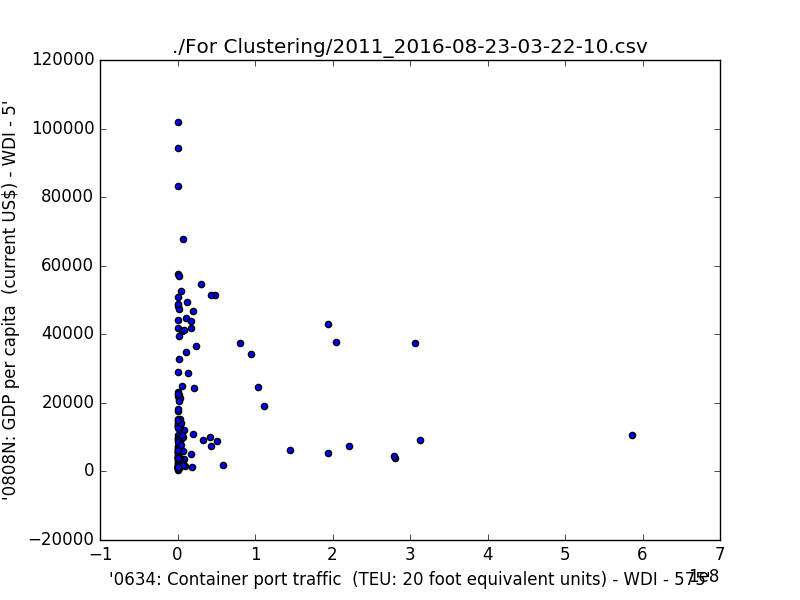 ./For Clustering/2011_2016-08-23-03-22-10.csv
120000
100000
80000
60000
40000
20000
0
−20000
'0808N: GDP per capita  (current US$) - WDI - 5'
−1 0 1 2 3 4 5 6 7
1e8
'0634: Container port traffic  (TEU: 20 foot equivalent units) - WDI - 575'